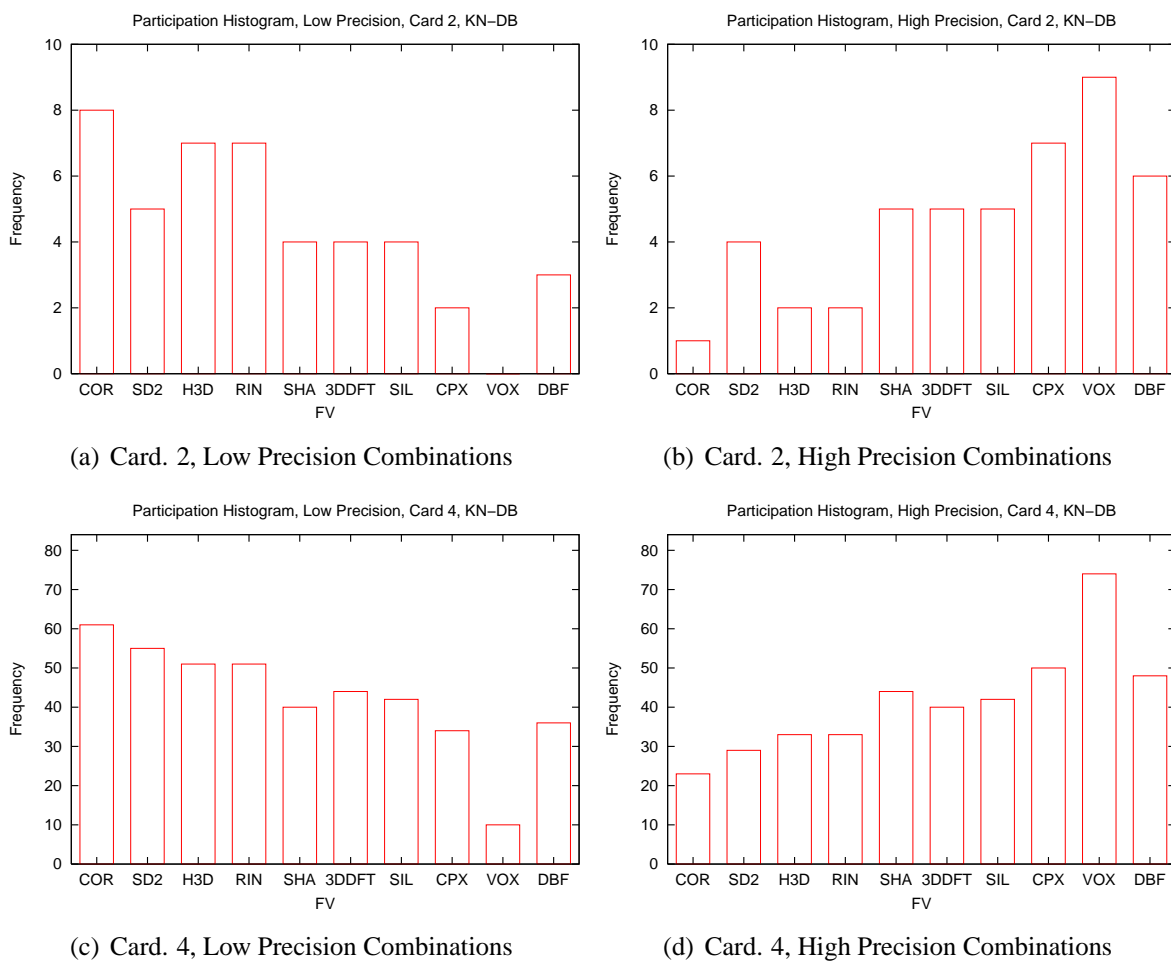 Participation Histogram, Low Precision, Card 2, KN−DB
10
8
6
4
2
0
Frequency
COR SD2 H3D RIN SHA 3DDFT SIL CPX VOX DBF
FV
(a) Card. 2, Low Precision Combinations
Participation Histogram, High Precision, Card 2, KN−DB
10
8
6
4
2
0
Frequency
COR SD2 H3D RIN SHA 3DDFT SIL CPX VOX DBF
FV
(b) Card. 2, High Precision Combinations
Participation Histogram, Low Precision, Card 4, KN−DB
80
70
60
50
40
30
20
10
0
Frequency
COR SD2 H3D RIN SHA 3DDFT SIL CPX VOX DBF
FV
(c) Card. 4, Low Precision Combinations
Participation Histogram, High Precision, Card 4, KN−DB
80
70
60
50
40
30
20
10
0
Frequency
COR SD2 H3D RIN SHA 3DDFT SIL CPX VOX DBF
FV
(d) Card. 4, High Precision Combinations